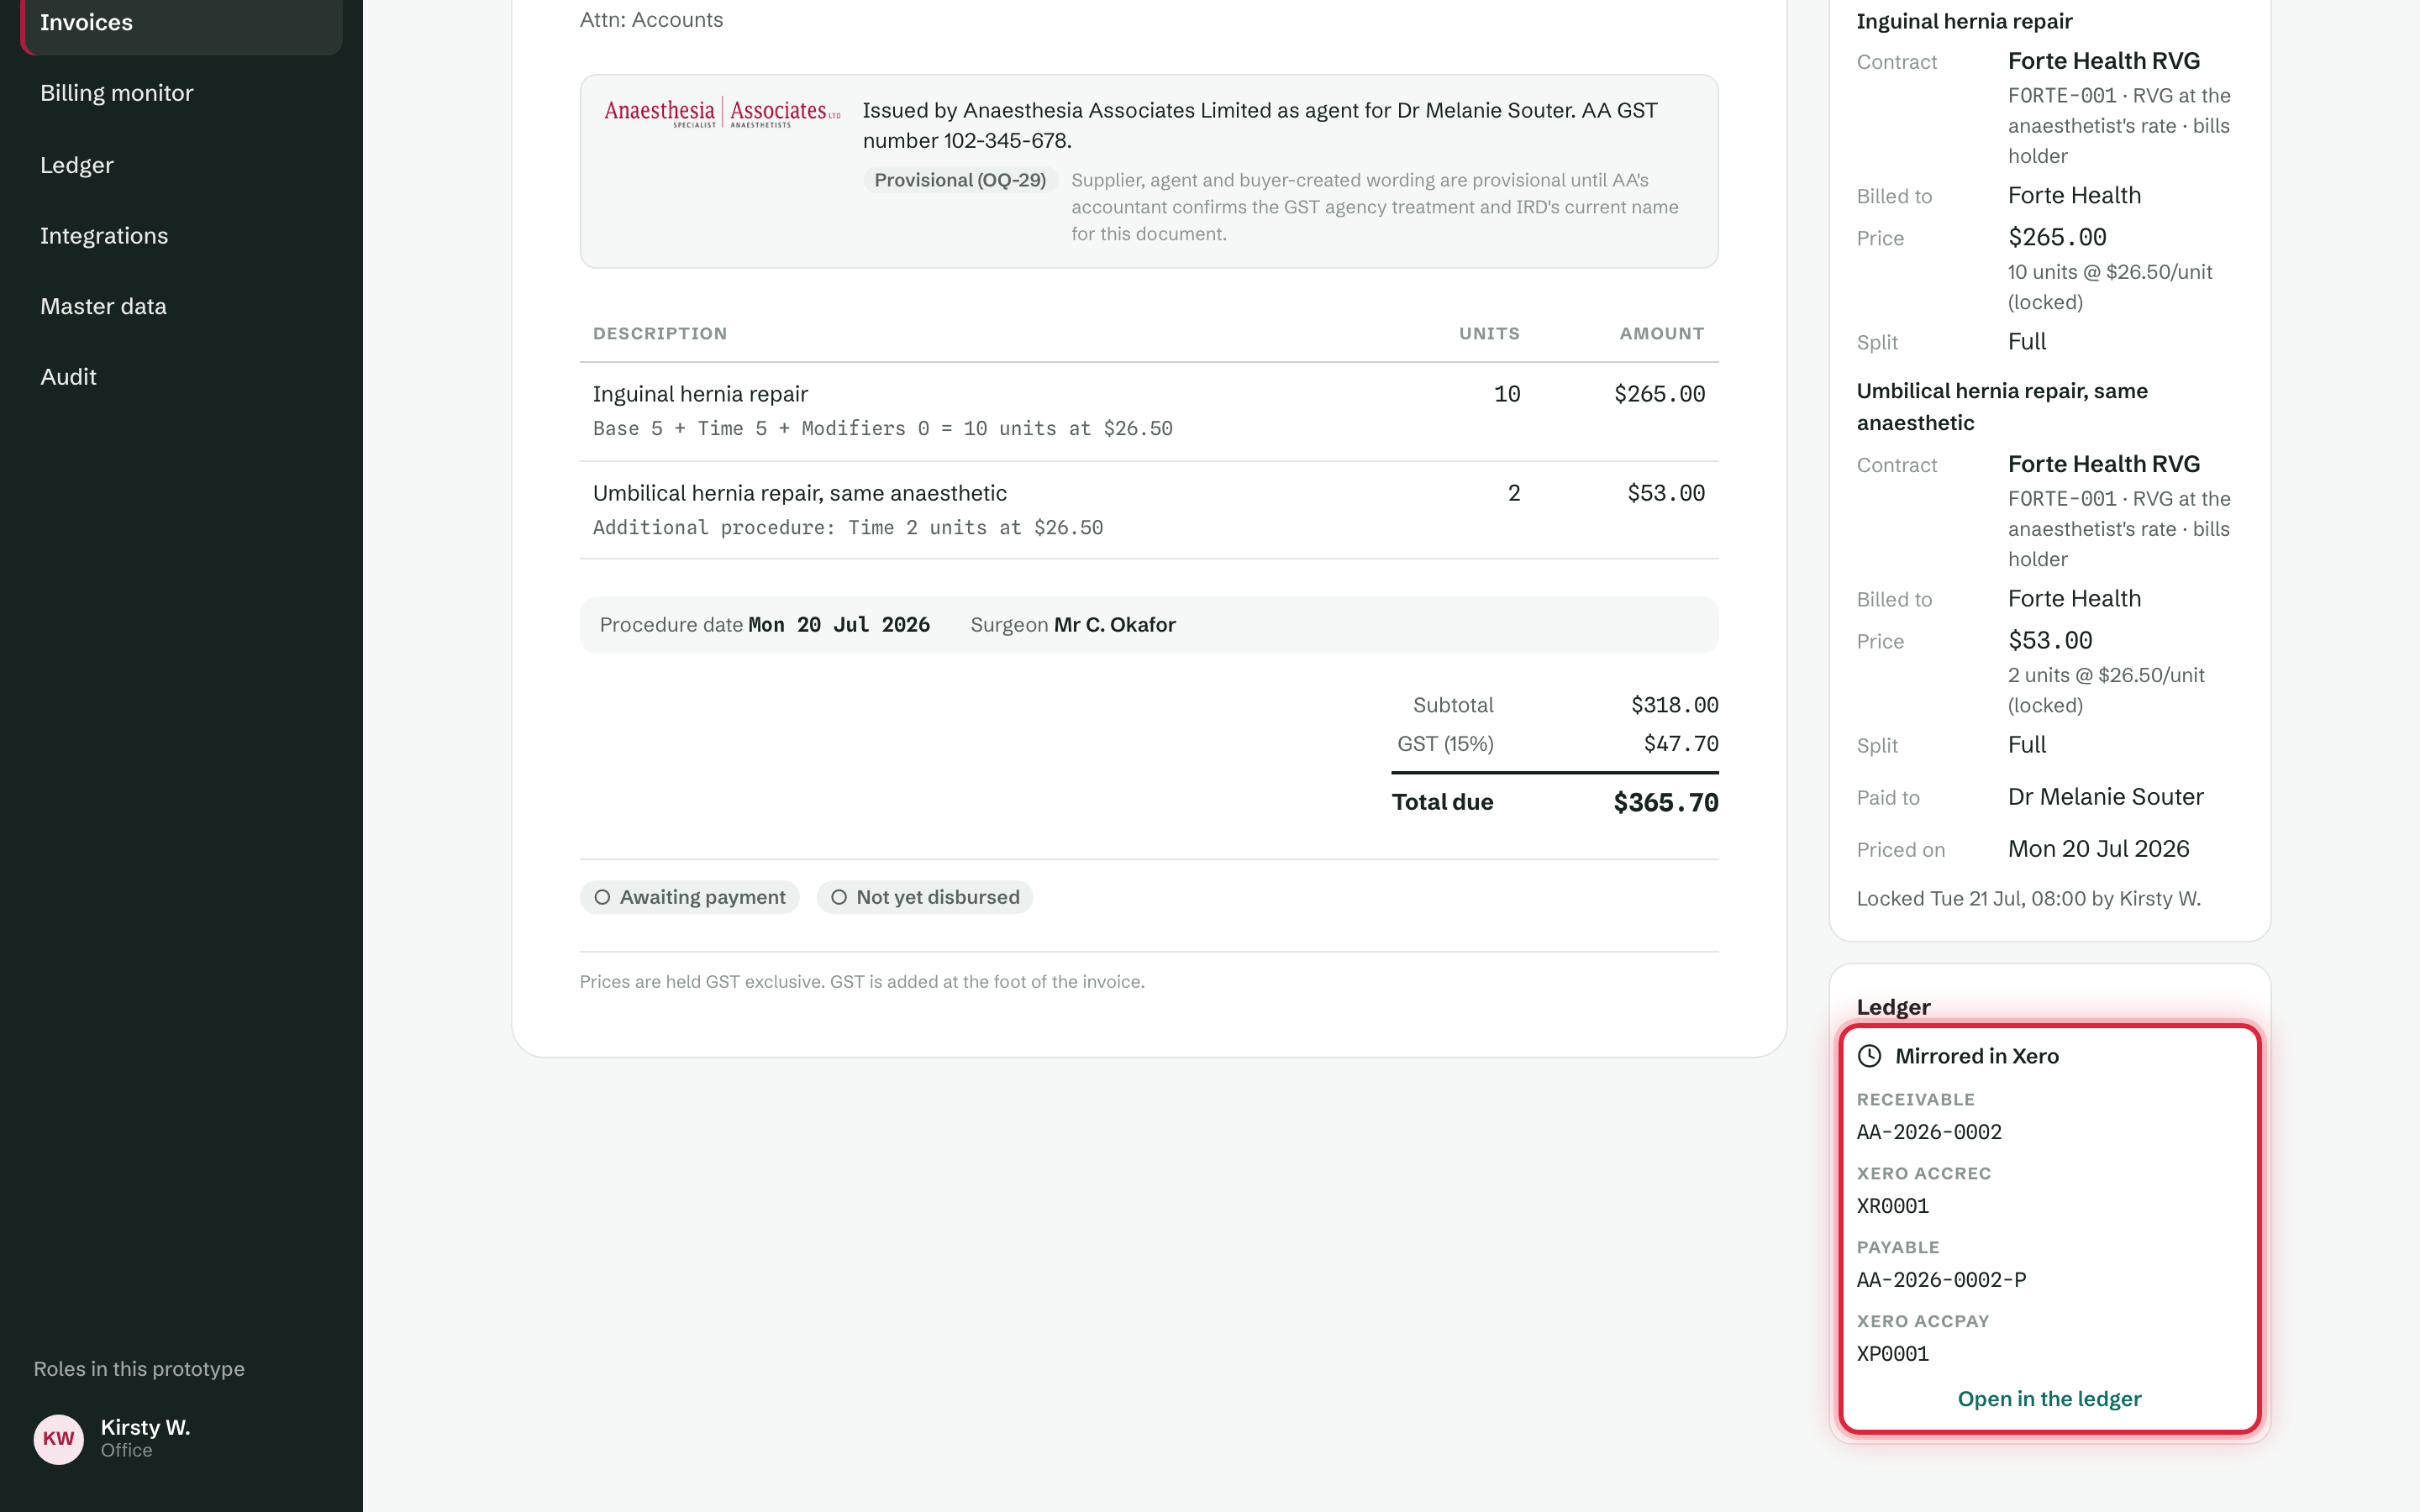 Invoices
Billing monitor
Ledger
Integrations
Master data
Audit
Roles in this prototype
KW
Kirsty W.
Office
Attn: Accounts
Anaesthesia Associates LTD
SPECIALIST ANAESTHETISTS
Issued by Anaesthesia Associates Limited as agent for Dr Melanie Souter. AA GST
number 102-345-678.
Provisional (OQ-29)
Supplier, agent and buyer-created wording are provisional until AA's
accountant confirms the GST agency treatment and IRD's current name
for this document.
DESCRIPTION UNITS AMOUNT
Inguinal hernia repair 10 $265.00
Base 5 + Time 5 + Modifiers 0 = 10 units at $26.50
Umbilical hernia repair, same anaesthetic 2 $53.00
Additional procedure: Time 2 units at $26.50
Procedure date Mon 20 Jul 2026 Surgeon Mr C. Okafor
Subtotal $318.00
GST (15%) $47.70
Total due $365.70
Awaiting payment Not yet disbursed
Prices are held GST exclusive. GST is added at the foot of the invoice.
Inguinal hernia repair
Contract Forte Health RVG
FORTE-001 · RVG at the
anaesthetist's rate · bills
holder
Billed to Forte Health
Price $265.00
10 units @ $26.50/unit
(locked)
Split Full
Umbilical hernia repair, same
anaesthetic
Contract Forte Health RVG
FORTE-001 · RVG at the
anaesthetist's rate · bills
holder
Billed to Forte Health
Price $53.00
2 units @ $26.50/unit
(locked)
Split Full
Paid to Dr Melanie Souter
Priced on Mon 20 Jul 2026
Locked Tue 21 Jul, 08:00 by Kirsty W.
Ledger
Mirrored in Xero
RECEIVABLE
AA-2026-0002
XERO ACCREC
XR0001
PAYABLE
AA-2026-0002-P
XERO ACCPAY
XP0001
Open in the ledger